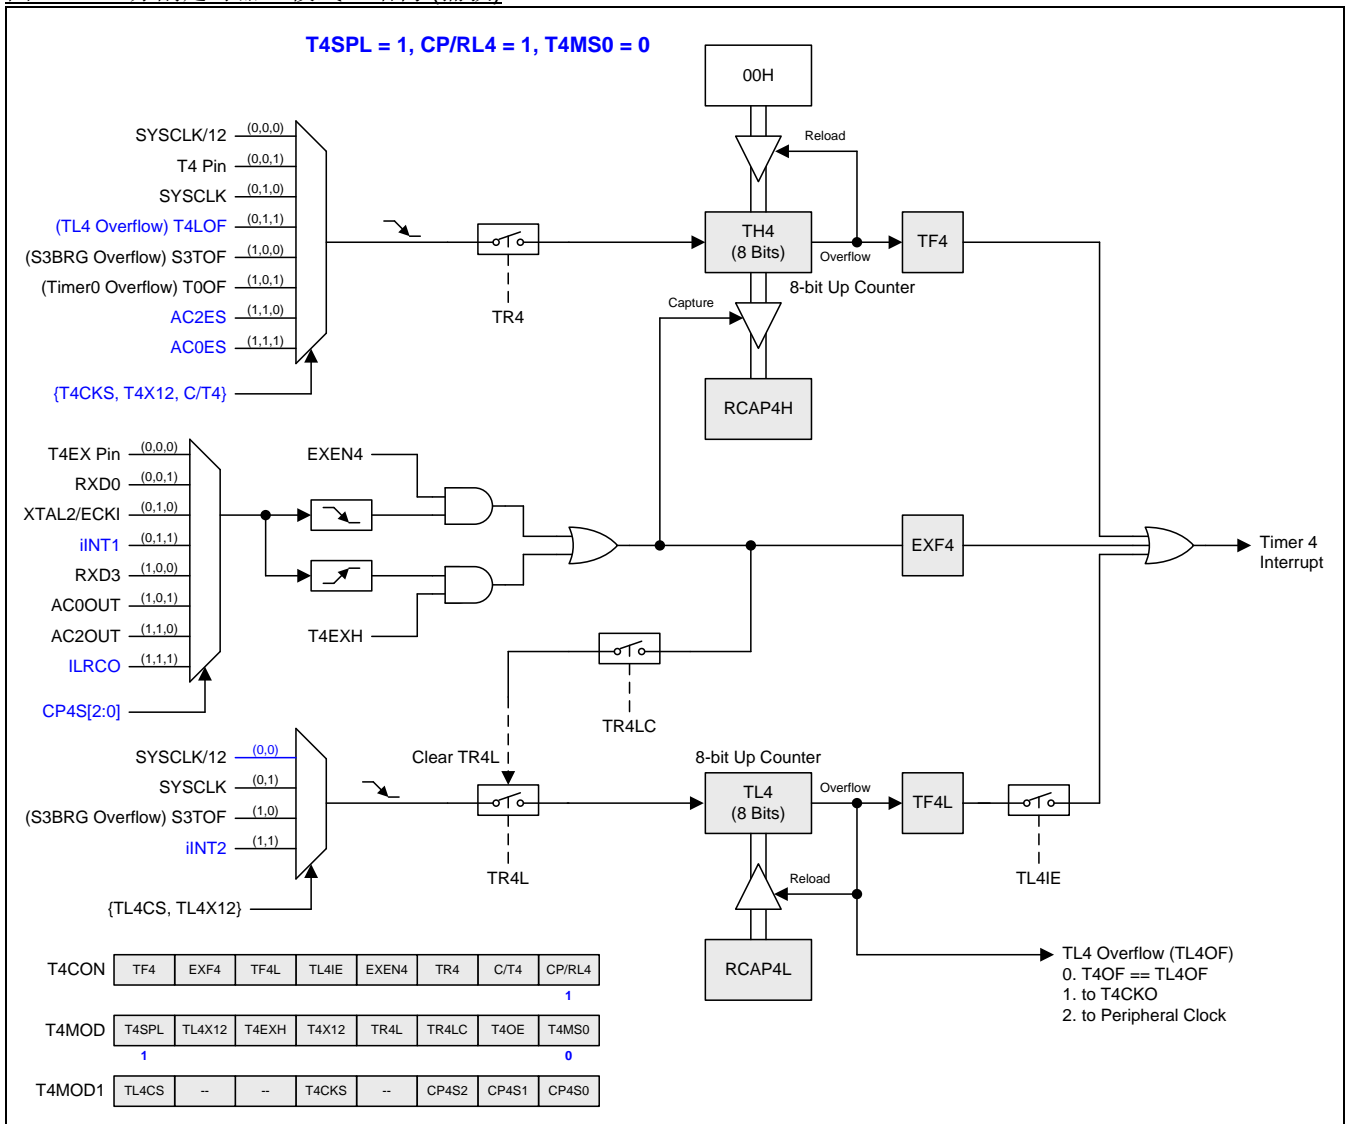 T4SPL = 1, CP/RL4 = 1, T4MS0 = 0
00H
Reload
SYSCLK/12 (0,0,0)
T4 Pin (0,0,1)
SYSCLK (0,1,0)
(TL4 Overflow) T4LOF (0,1,1)
(S3BRG Overflow) S3TOF (1,0,0)
(Timer0 Overflow) T0OF (1,0,1)
AC2ES (1,1,0)
AC0ES (1,1,1)
{T4CKS, T4X12, C/T4}
TR4
TH4
(8 Bits)
Overflow
TF4
8-bit Up Counter
Capture
RCAP4H
T4EX Pin (0,0,0)
RXD0 (0,0,1)
XTAL2/ECKI (0,1,0)
iINT1 (0,1,1)
RXD3 (1,0,0)
AC0OUT (1,0,1)
AC2OUT (1,1,0)
ILRCO (1,1,1)
CP4S[2:0]
EXEN4
T4EXH
EXF4
Timer 4
Interrupt
TR4LC
Clear TR4L
SYSCLK/12 (0,0)
SYSCLK (0,1)
(S3BRG Overflow) S3TOF (1,0)
iINT2 (1,1)
{TL4CS, TL4X12}
TR4L
8-bit Up Counter
TL4
(8 Bits)
Overflow
TF4L
TL4IE
Reload
RCAP4L
TL4 Overflow (TL4OF)
0. T4OF == TL4OF
1. to T4CKO
2. to Peripheral Clock
T4CON TF4 EXF4 TF4L TL4IE EXEN4 TR4 C/T4 CP/RL4
1
T4MOD T4SPL TL4X12 T4EXH T4X12 TR4L TR4LC T4OE T4MS0
1 0
T4MOD1 TL4CS -- -- T4CKS -- CP4S2 CP4S1 CP4S0